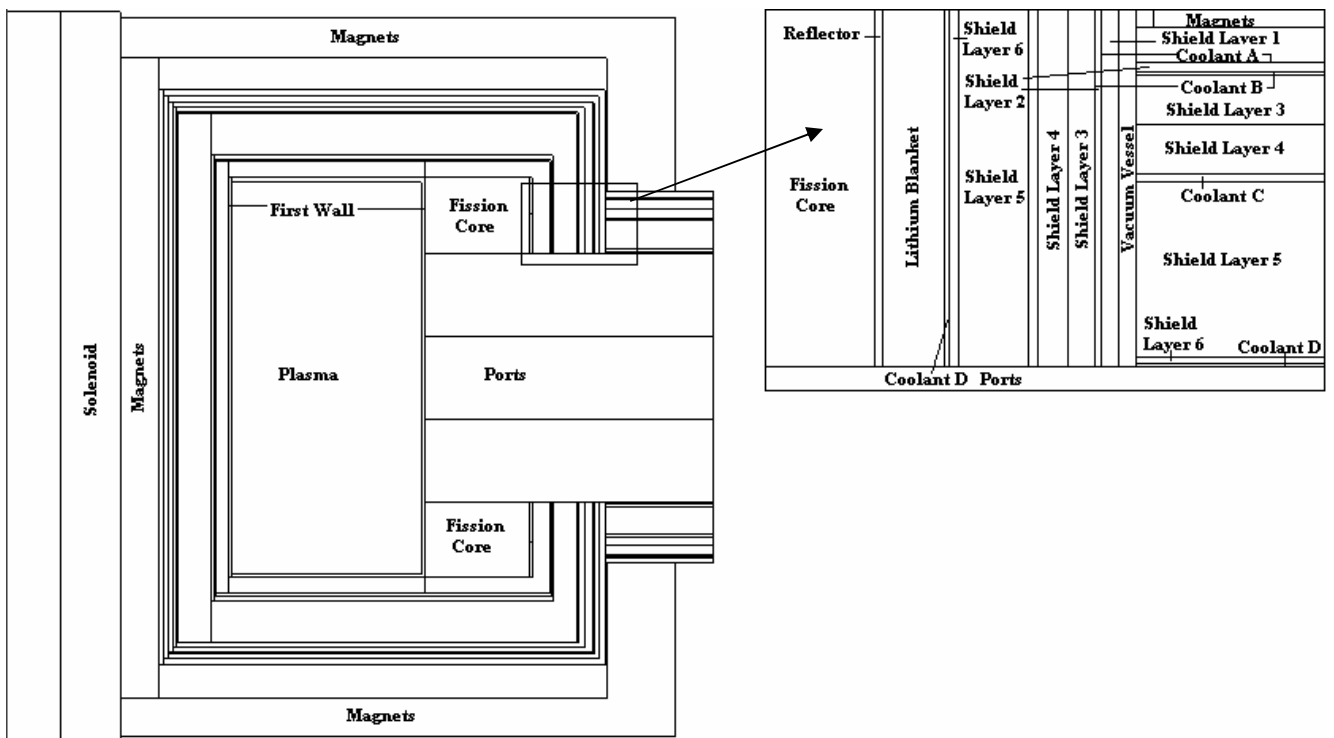 Magnets
First Wall
Fission
Core
Solenoid
Magnets
Plasma
Ports
Fission
Core
Magnets
Reflector
Shield
Layer 6
Magnets
Shield Layer 1
Coolant A
Shield
Layer 2
Coolant B
Shield Layer 3
Lithium Blanket
Shield Layer 4
Shield Layer 3
Vacuum Vessel
Shield Layer 4
Fission
Core
Shield
Layer 5
Coolant C
Shield Layer 5
Shield
Layer 6
Coolant D
Coolant D
Ports